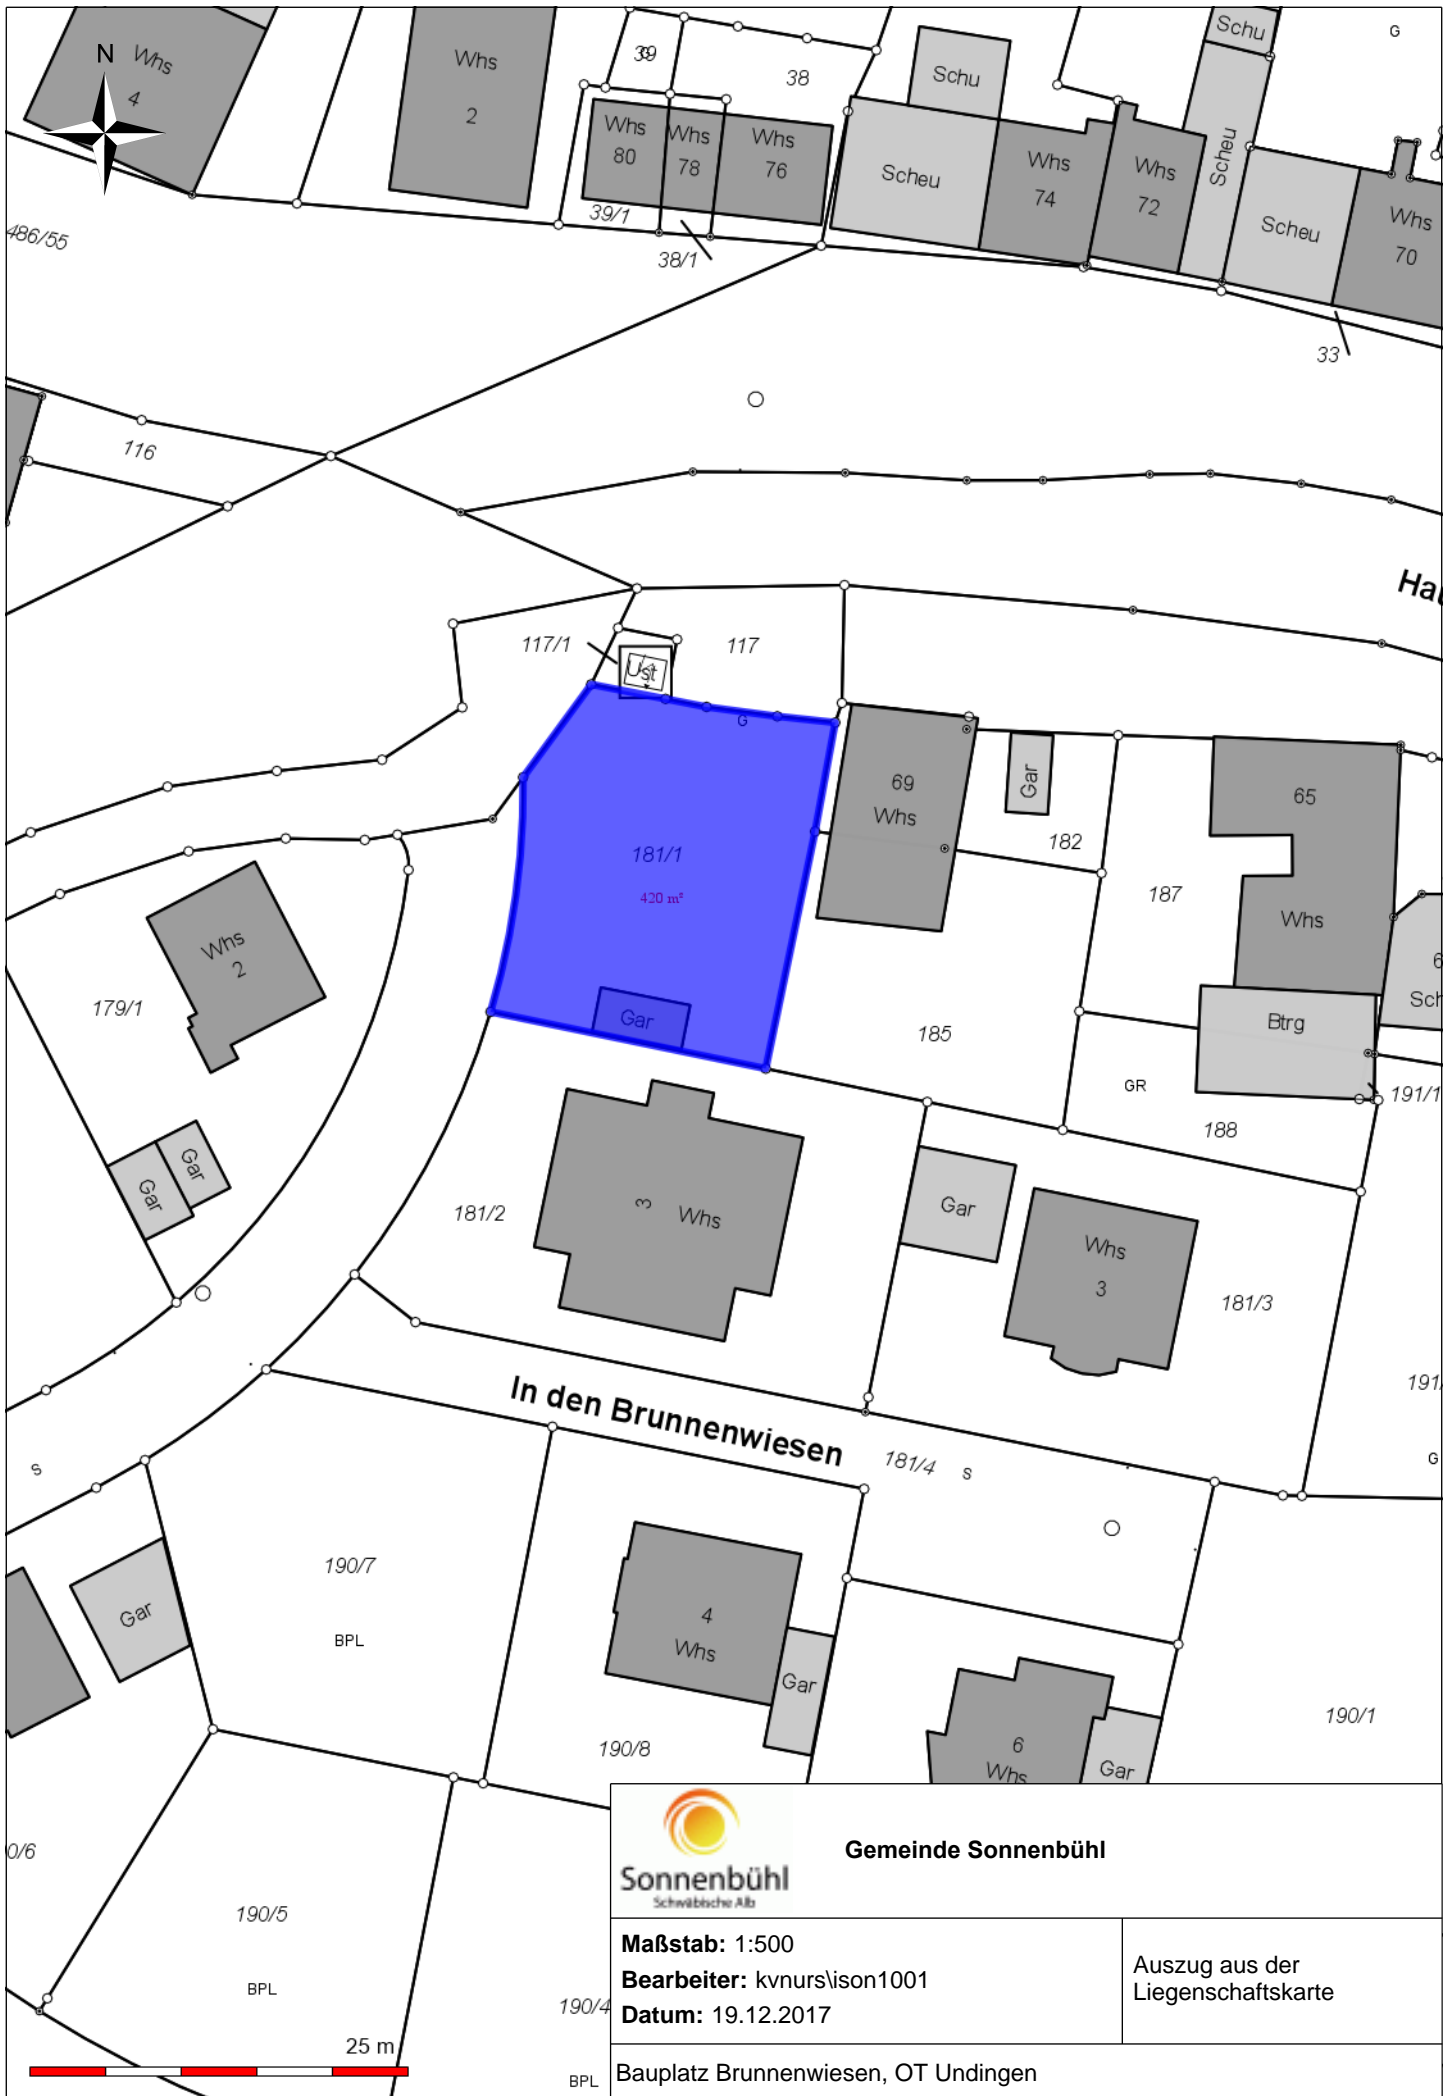 N
Whs
4
Whs
2
39
G
38
Whs
80
Whs
78
Whs
76
39/1
38/1
Schu
Scheu
Whs
74
Whs
72
Scheu
Schu
G
Scheu
Whs
70
33
486/55
116
Hau
117/1
Ust
117
G
69
Whs
Gar
182
65
187
Whs
181/1
420 m²
Gar
185
Whs
2
179/1
Btrg
GR
188
191/1
6
Sch
Gar
Gar
181/2
3
Whs
Gar
Whs
3
181/3
191/
G
In den Brunnenwiesen
181/4
S
S
190/7
BPL
Gar
4
Whs
Gar
190/8
6
Whs
Gar
190/1
0/6
190/5
BPL
190/4
BPL
25 m
Sonnenbühl
Schwäbische Alb
Gemeinde Sonnenbühl
Maßstab: 1:500
Bearbeiter: kvnurs\ison1001
Datum: 19.12.2017
Auszug aus der
Liegenschaftskarte
Bauplatz Brunnenwiesen, OT Undingen